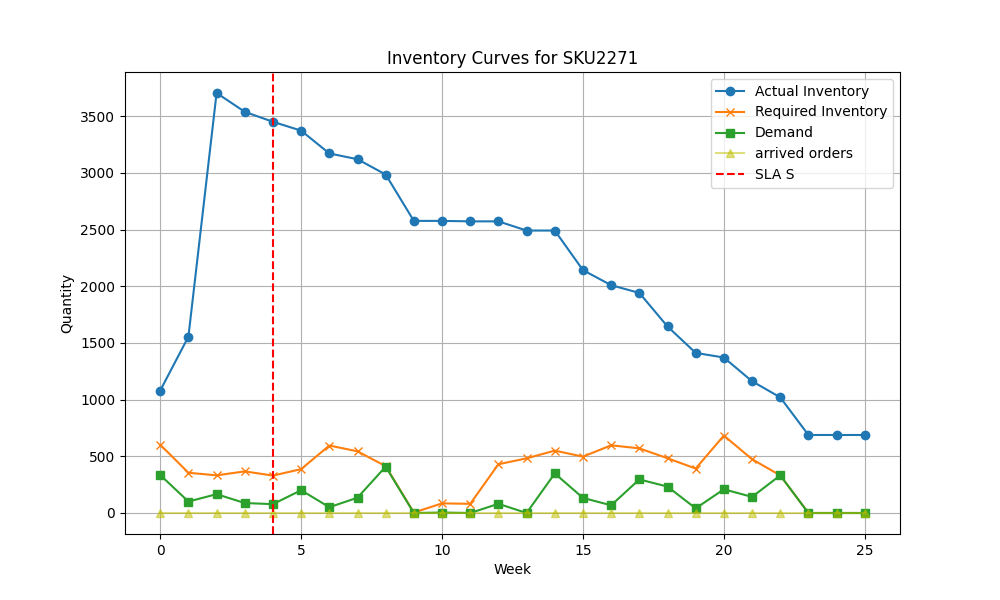 Inventory Curves for SKU2271
Actual Inventory
Required Inventory
Demand
arrived orders
SLA S
Quantity
3500
3000
2500
2000
1500
1000
500
0
0 5 10 15 20 25
Week